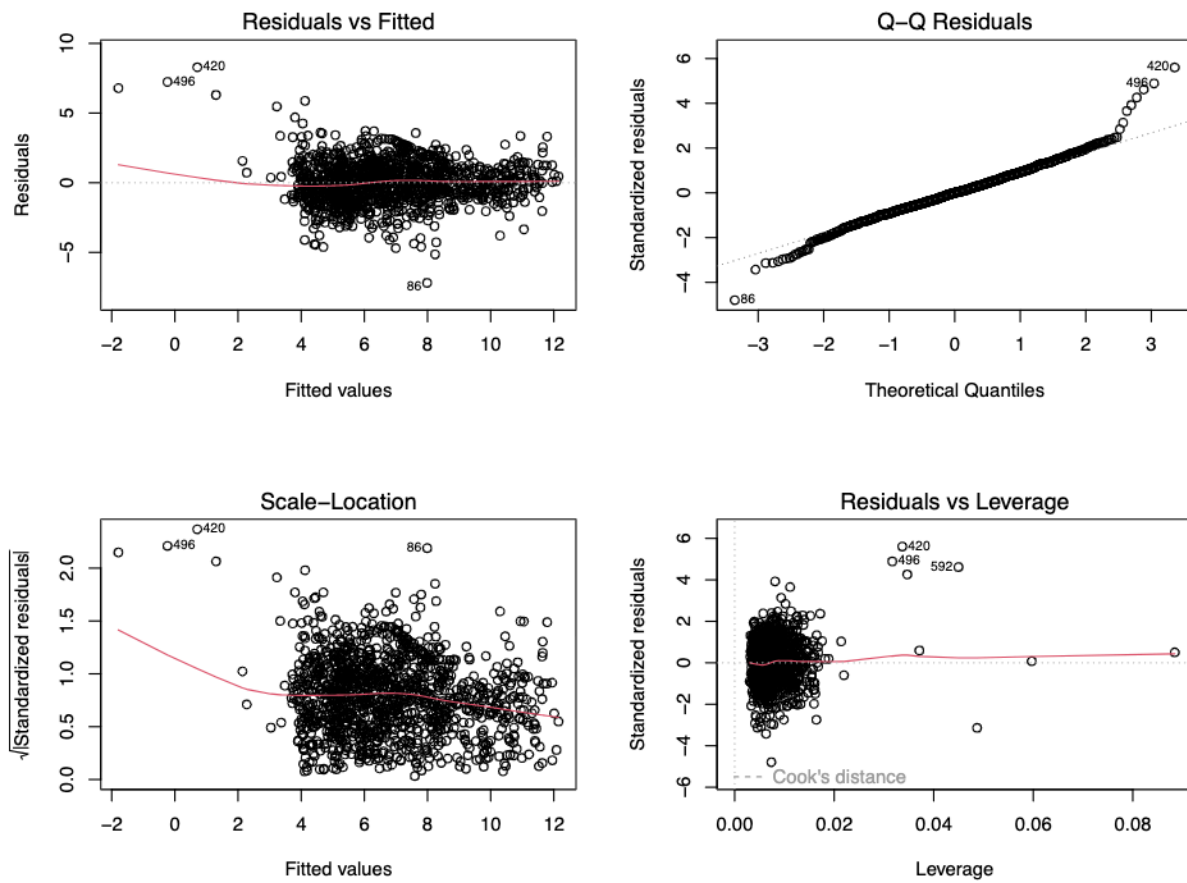 Residuals vs Fitted
Residuals
10
5
0
−5
420
496
86
−2 0 2 4 6 8 10 12
Fitted values
Q−Q Residuals
Standardized residuals
6
4
2
0
−2
−4
420
496
86
−3 −2 −1 0 1 2 3
Theoretical Quantiles
Scale−Location
√|Standardized residuals|
2.0
1.5
1.0
0.5
0.0
420
496
86
−2 0 2 4 6 8 10 12
Fitted values
Residuals vs Leverage
Standardized residuals
6
4
2
0
−2
−4
−6
420
496
592
Cook's distance
0.00 0.02 0.04 0.06 0.08
Leverage